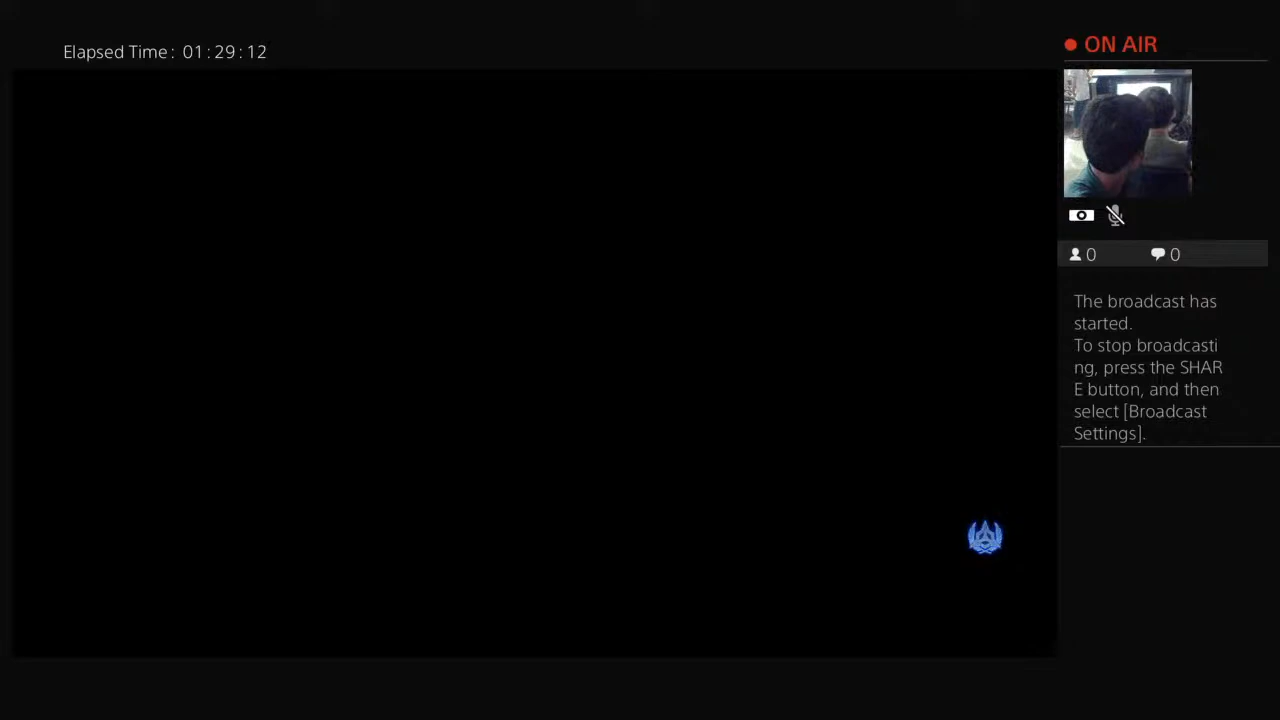 Elapsed Time: 01:29:12
ON AIR
0 0
The broadcast has
started.
To stop broadcasti
ng, press the SHAR
E button, and then
select [Broadcast
Settings].